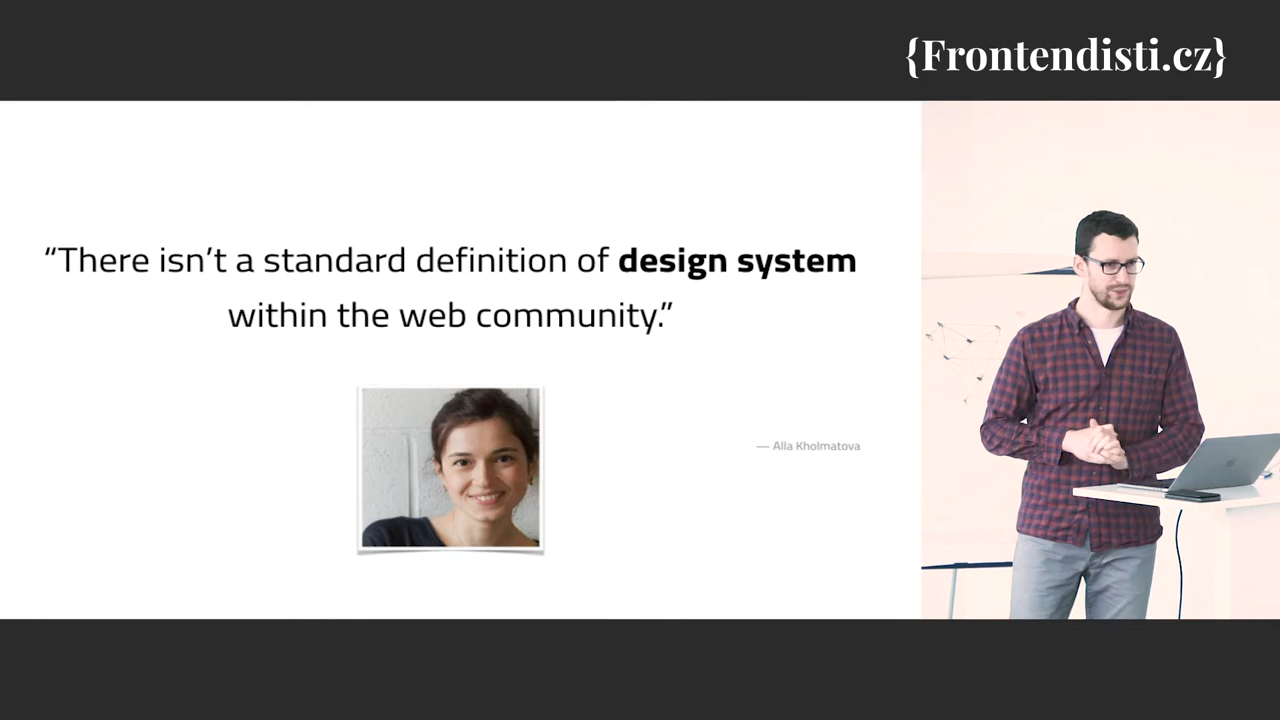 {Frontendisti.cz}
“There isn’t a standard definition of design system
within the web community.”
— Alla Kholmatova